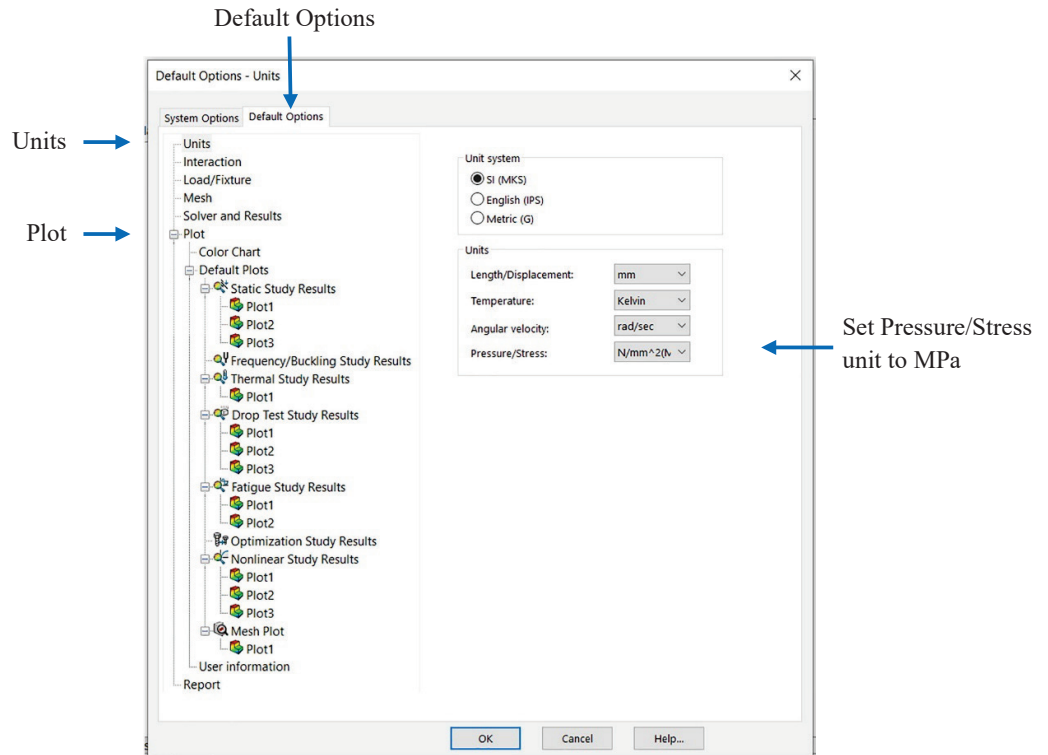 Default Options
Default Options - Units
System Options Default Options
Units
Units
Interaction
Load/Fixture
Mesh
Solver and Results
Plot
Plot
Color Chart
Default Plots
Static Study Results
Plot1
Plot2
Plot3
Frequency/Buckling Study Results
Thermal Study Results
Plot1
Drop Test Study Results
Plot1
Plot2
Plot3
Fatigue Study Results
Plot1
Plot2
Optimization Study Results
Nonlinear Study Results
Plot1
Plot2
Plot3
Mesh Plot
Plot1
User information
Report
Unit system
SI (MKS)
English (IPS)
Metric (G)
Units
Length/Displacement: mm
Temperature: Kelvin
Angular velocity: rad/sec
Pressure/Stress: N/mm^2(M
Set Pressure/Stress
unit to MPa
OK Cancel Help...